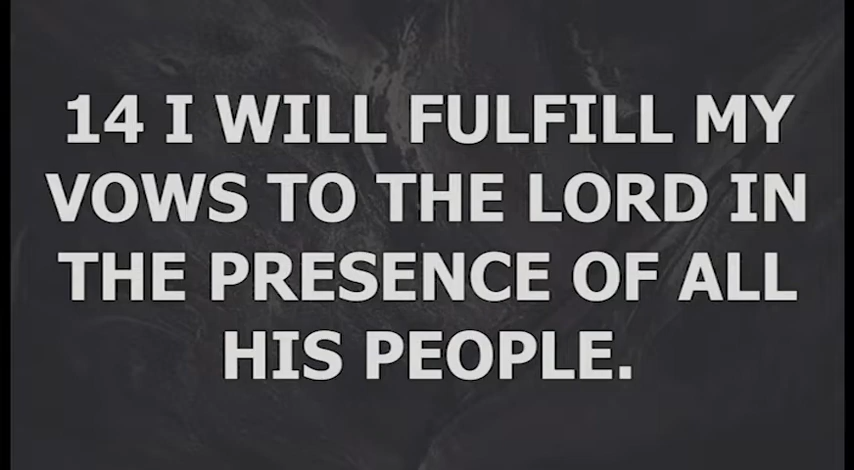 14 I WILL FULFILL MY
VOWS TO THE LORD IN
THE PRESENCE OF ALL
HIS PEOPLE.